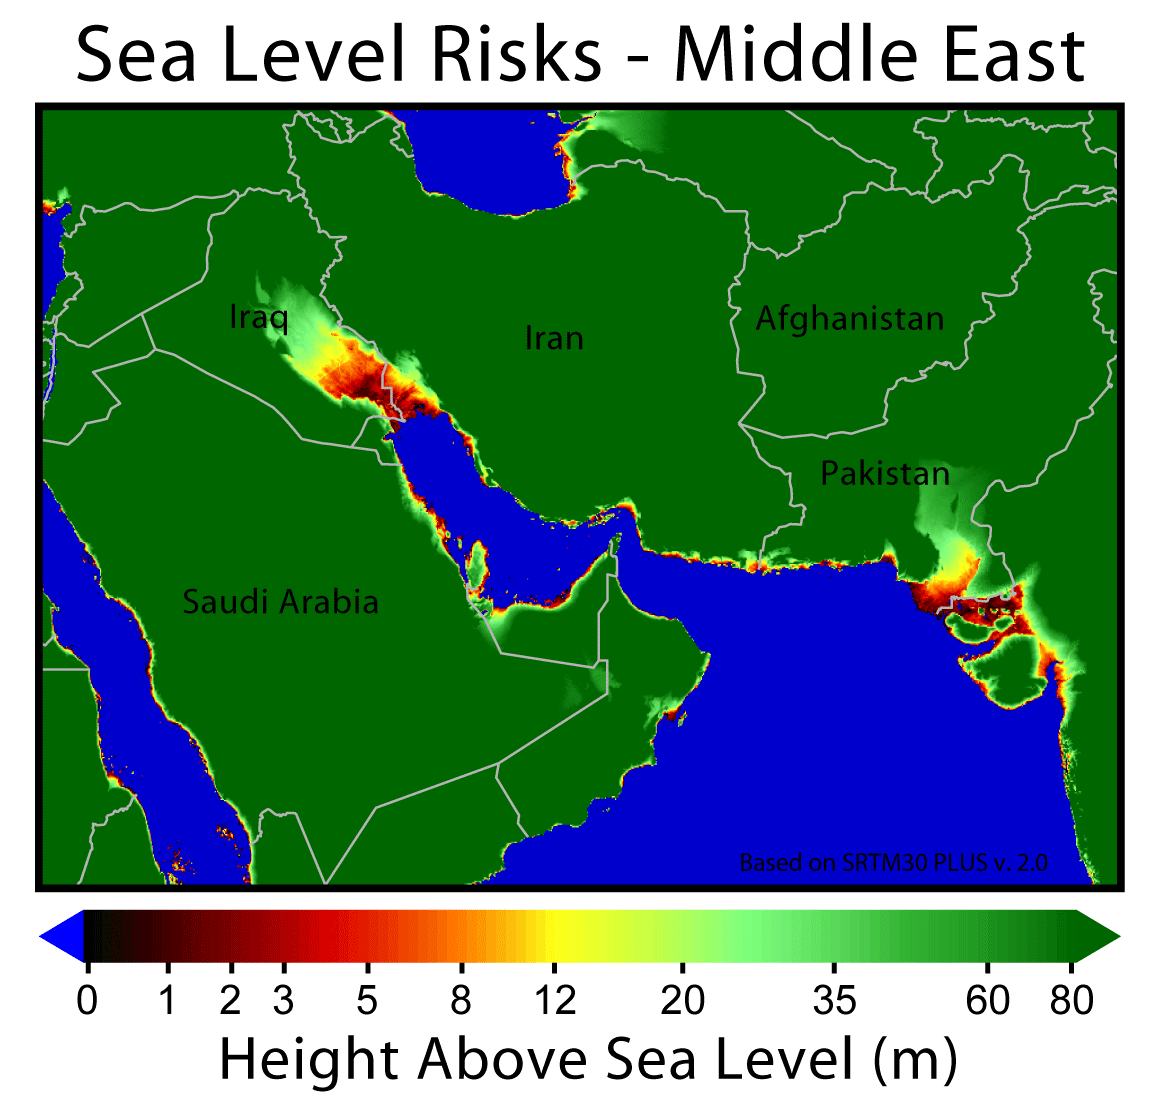 Sea Level Risks - Middle East
Iraq
Iran
Afghanistan
Pakistan
Saudi Arabia
Based on SRTM30 PLUS v. 2.0
0 1 2 3 5 8 12 20 35 60 80
Height Above Sea Level (m)